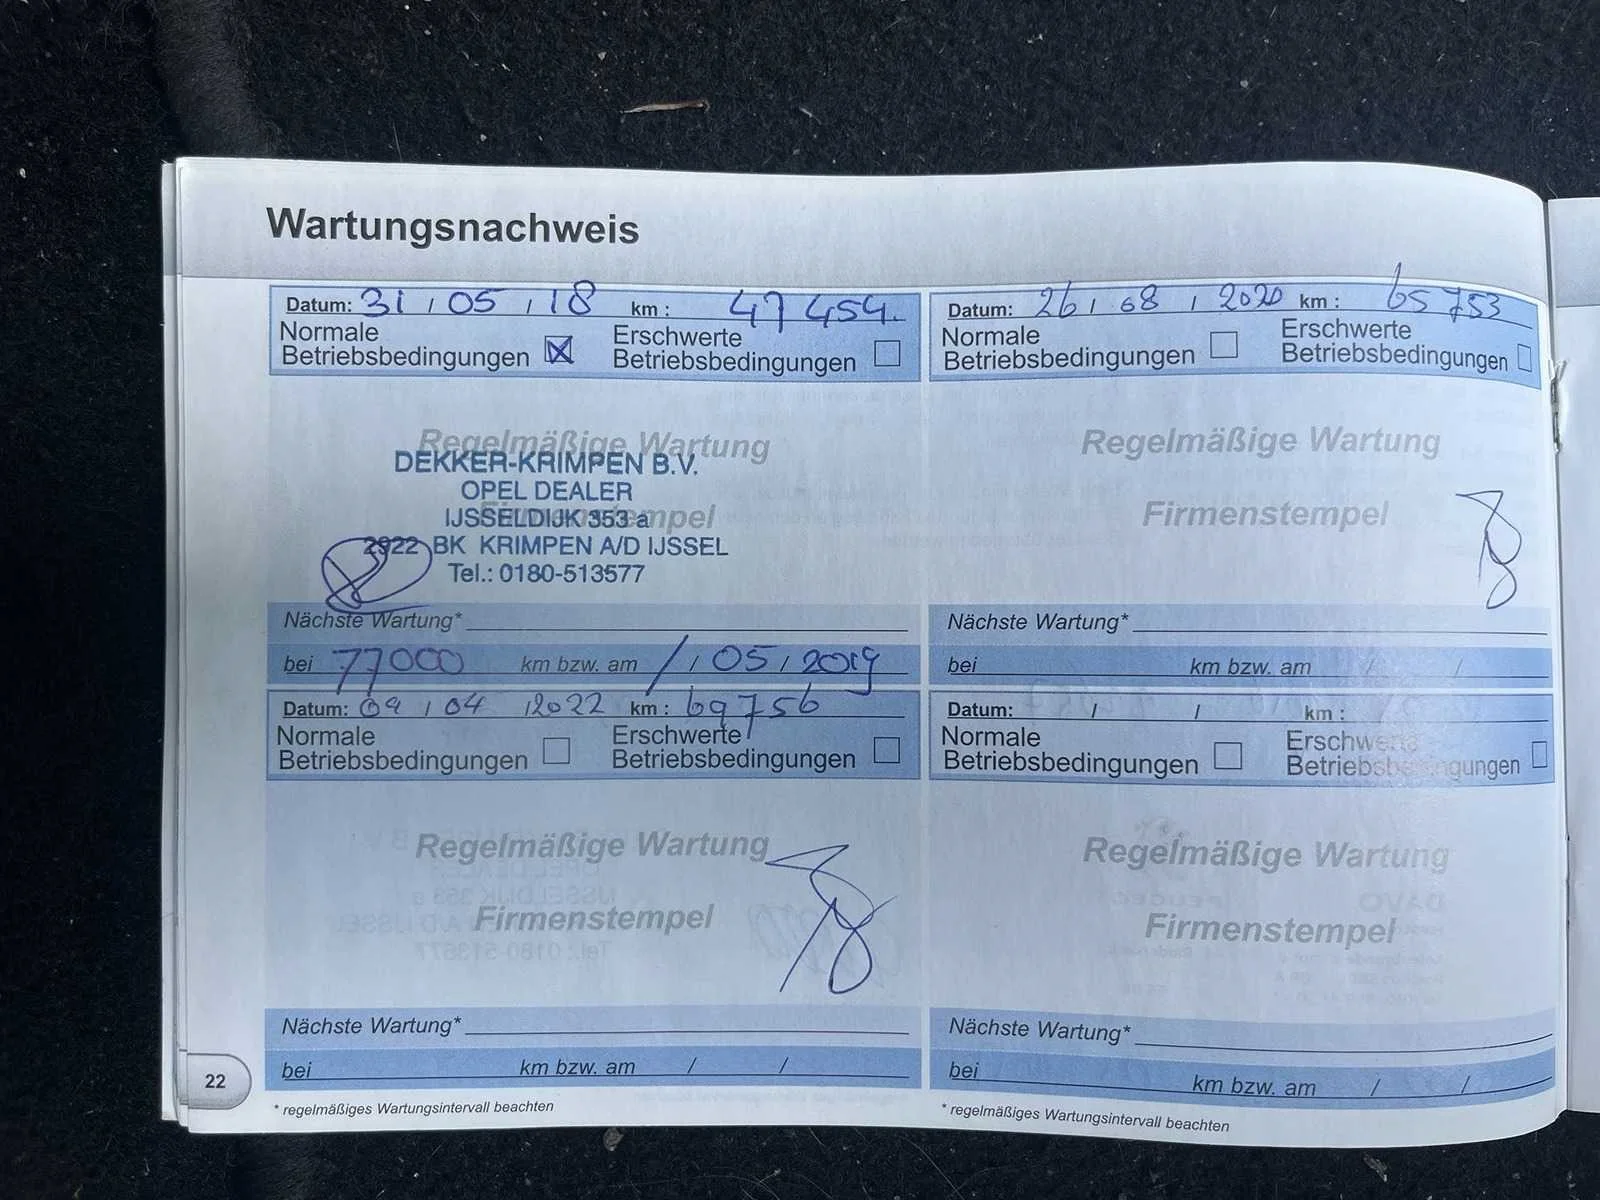 Wartungsnachweis
Datum: 31 / 05 / 18 km : 47 454.
Normale
Betriebsbedingungen
Erschwerte
Betriebsbedingungen
Regelmäßige Wartung
Firmenstempel
DEKKER-KRIMPEN B.V.
OPEL DEALER
IJSSELDIJK 353 a
2922 BK KRIMPEN A/D IJSSEL
Tel.: 0180-513577
Nächste Wartung*
bei 77000 km bzw. am / / 05 / 2019
Datum: 26 / 08 / 2020 km : 65753
Normale
Betriebsbedingungen
Erschwerte
Betriebsbedingungen
Regelmäßige Wartung
Firmenstempel
Nächste Wartung*
bei km bzw. am / /
Datum: 09 / 04 / 2022 km : 69756
Normale
Betriebsbedingungen
Erschwerte
Betriebsbedingungen
Regelmäßige Wartung
Firmenstempel
Nächste Wartung*
bei km bzw. am / /
* regelmäßiges Wartungsintervall beachten
Datum: / / km :
Normale
Betriebsbedingungen
Erschwerte
Betriebsbedingungen
Regelmäßige Wartung
Firmenstempel
Nächste Wartung*
bei km bzw. am / /
* regelmäßiges Wartungsintervall beachten
22